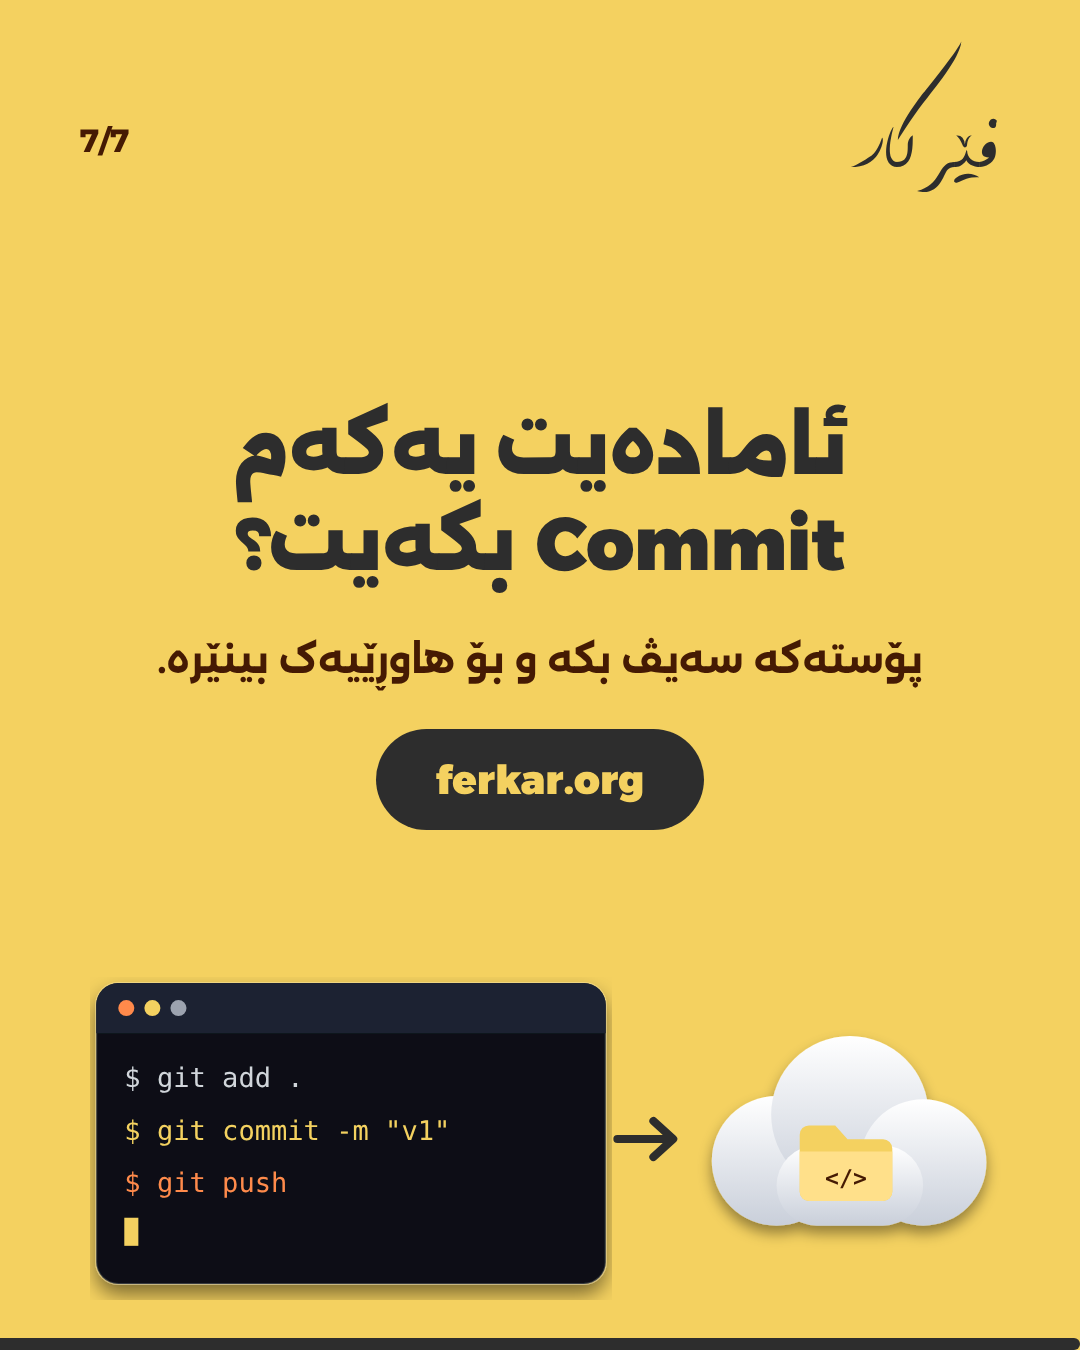 7/7
فێرکار
ئامادەیت یەکەم
Commit بکەیت؟
پۆستەکە سەیڤ بکە و بۆ هاوڕێیەک بینێرە.
ferkar.org
$ git add .
$ git commit -m "v1"
$ git push
</>